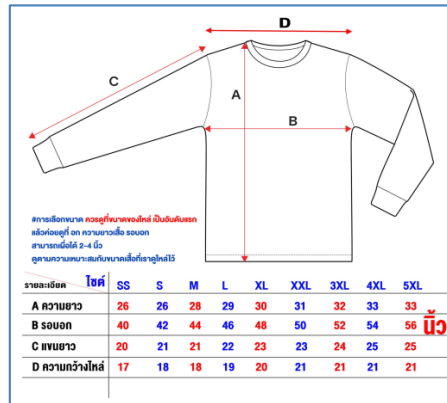 D
C
A
B
#การเลือกขนาด ควรดูที่ขนาดของไหล่ เป็นอันดับแรก
แล้วค่อยดูที่ อก ความยาวเสื้อ รอบอก
สามารถเผื่อได้ 2-4 นิ้ว
ดูตามความเหมาะสมกับขนาดเสื้อที่เราดูไหล่ไว้
รายละเอียด ไซต์ SS S M L XL XXL 3XL 4XL 5XL
A ความยาว 26 26 28 29 30 31 32 33 33
B รอบอก 40 42 44 46 48 50 52 54 56 นิ้ว
C แขนยาว 20 21 21 22 23 23 24 25 25
D ความกว้างไหล่ 17 18 18 19 20 21 21 21 21